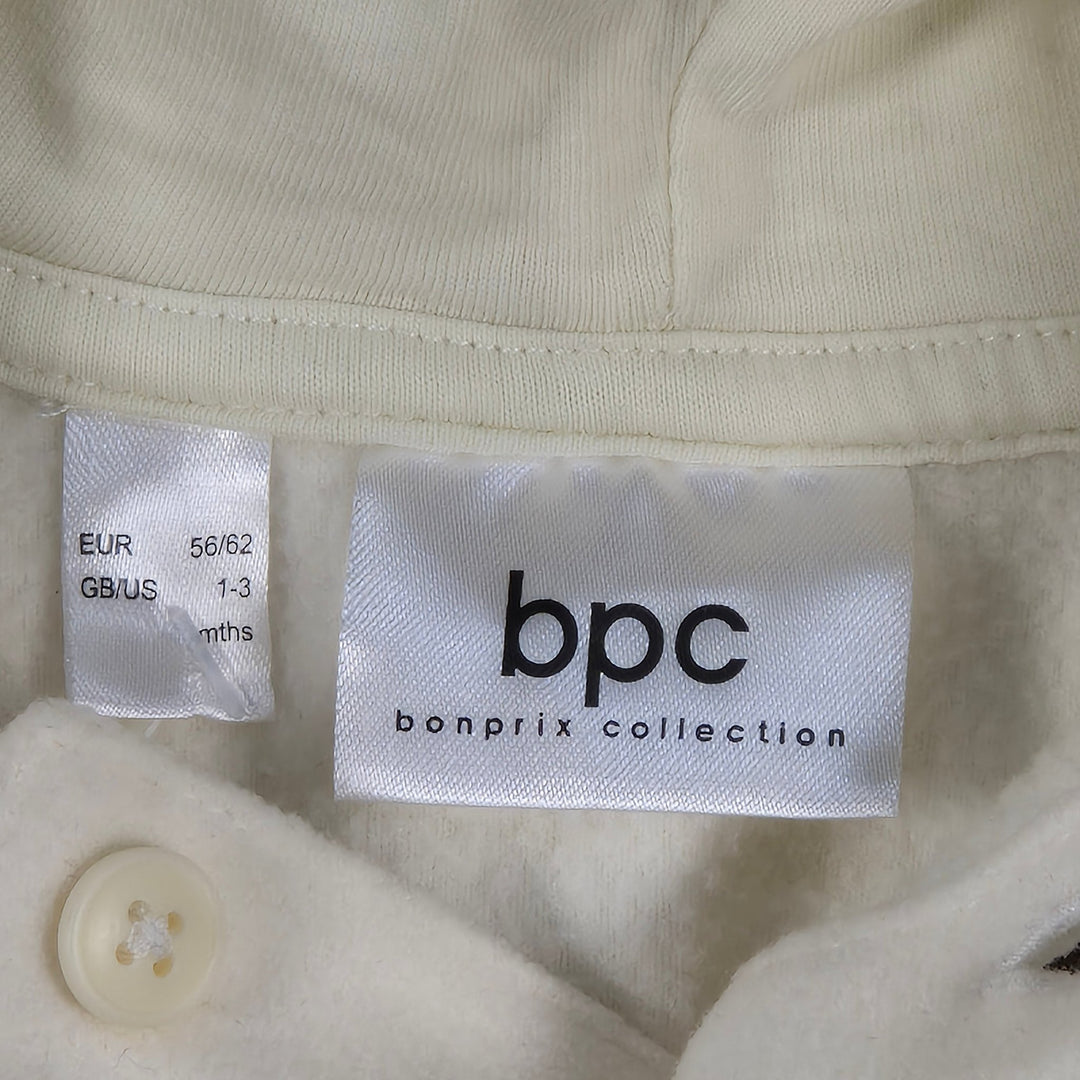 EUR 56/62
GB/US 1-3
mths
bpc
bonprix collection